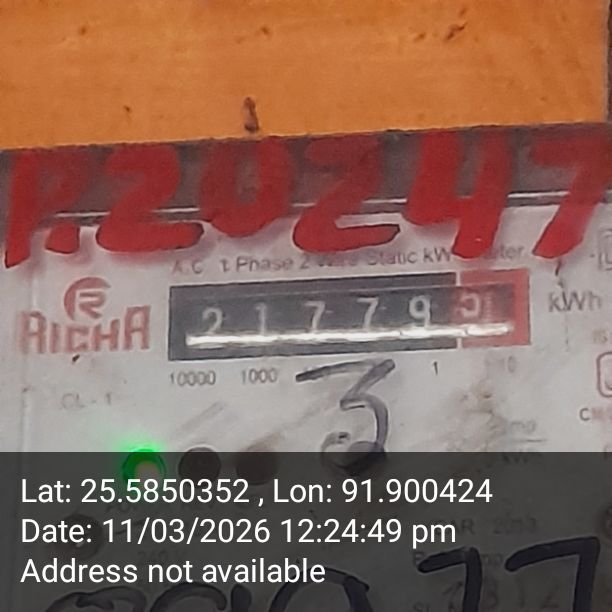 P.20247
A.C 1 Phase 2 Wire Static kWh Meter
RICHA
2 1 7 7 9
kWh
10000 1000 1
3
CL - 1
Lat: 25.5850352 , Lon: 91.900424
Date: 11/03/2026 12:24:49 pm
Address not available